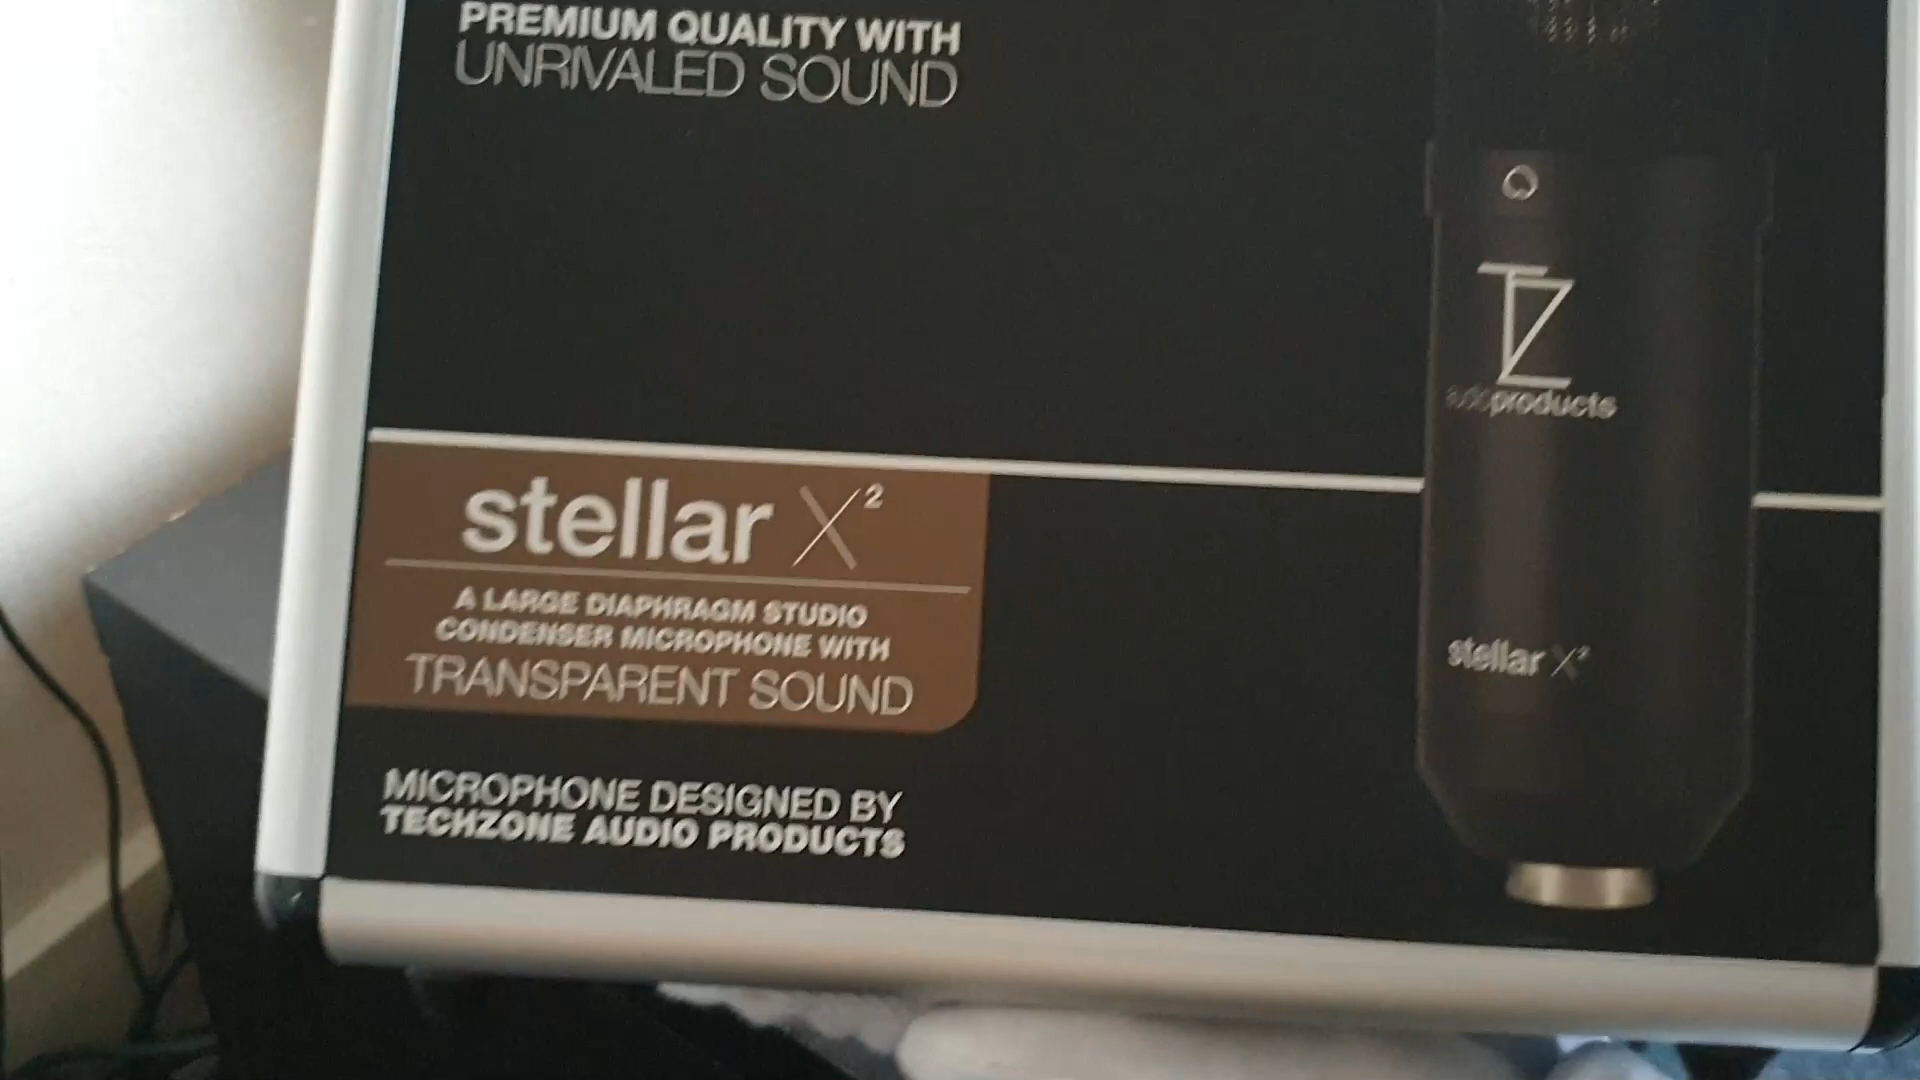 PREMIUM QUALITY WITH
UNRIVALED SOUND
TZ
audioproducts
stellar X²
A LARGE DIAPHRAGM STUDIO
CONDENSER MICROPHONE WITH
TRANSPARENT SOUND
stellar X²
MICROPHONE DESIGNED BY
TECHZONE AUDIO PRODUCTS